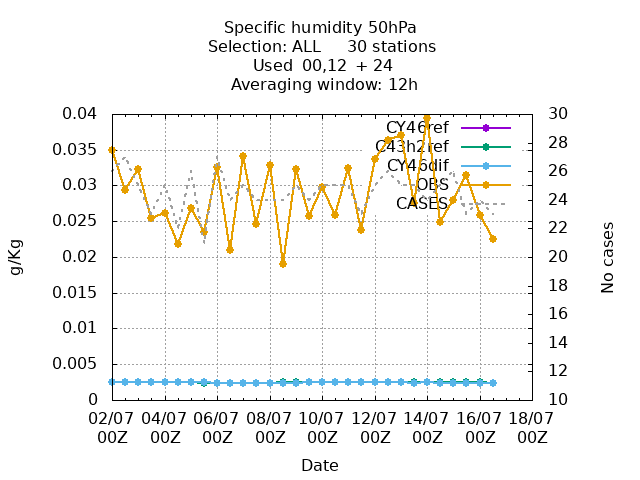 Specific humidity 50hPa
Selection: ALL 30 stations
Used 00,12 + 24
Averaging window: 12h
0.04
0.035
0.03
0.025
0.02
0.015
0.01
0.005
0
g/Kg
CY46ref
C43h2ref
CY46dif
OBS
CASES
30
28
26
24
22
20
18
16
14
12
10
No cases
02/07 04/07 06/07 08/07 10/07 12/07 14/07 16/07 18/07
00Z 00Z 00Z 00Z 00Z 00Z 00Z 00Z 00Z
Date